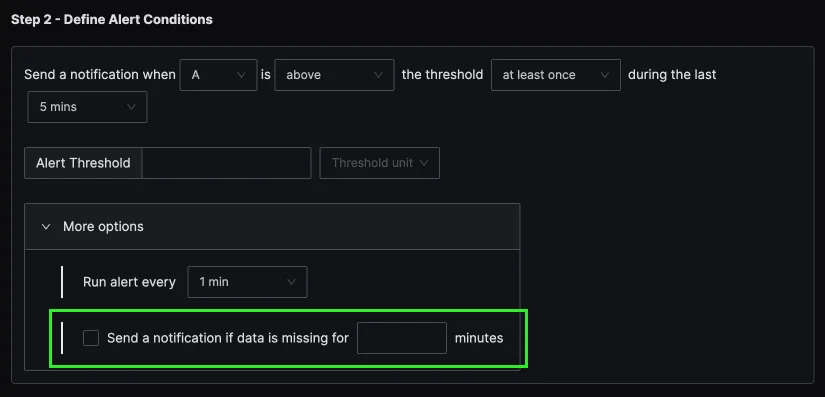 Step 2 - Define Alert Conditions
Send a notification when A is above the threshold at least once during the last
5 mins
Alert Threshold Threshold unit
More options
Run alert every 1 min
Send a notification if data is missing for minutes